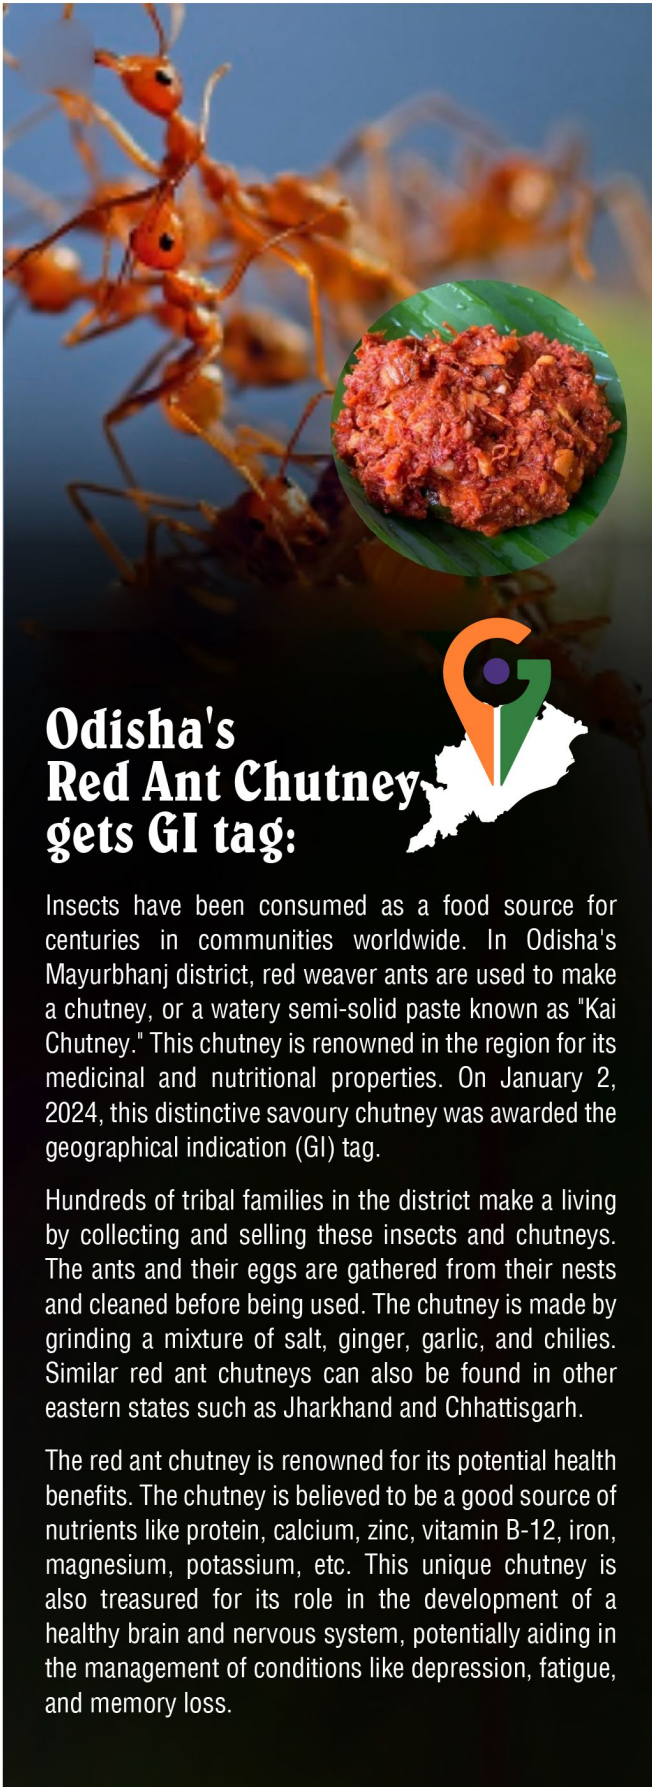 Odisha's
Red Ant Chutney
gets GI tag:
Insects have been consumed as a food source for
centuries in communities worldwide. In Odisha's
Mayurbhanj district, red weaver ants are used to make
a chutney, or a watery semi-solid paste known as "Kai
Chutney." This chutney is renowned in the region for its
medicinal and nutritional properties. On January 2,
2024, this distinctive savoury chutney was awarded the
geographical indication (GI) tag.
Hundreds of tribal families in the district make a living
by collecting and selling these insects and chutneys.
The ants and their eggs are gathered from their nests
and cleaned before being used. The chutney is made by
grinding a mixture of salt, ginger, garlic, and chilies.
Similar red ant chutneys can also be found in other
eastern states such as Jharkhand and Chhattisgarh.
The red ant chutney is renowned for its potential health
benefits. The chutney is believed to be a good source of
nutrients like protein, calcium, zinc, vitamin B-12, iron,
magnesium, potassium, etc. This unique chutney is
also treasured for its role in the development of a
healthy brain and nervous system, potentially aiding in
the management of conditions like depression, fatigue,
and memory loss.